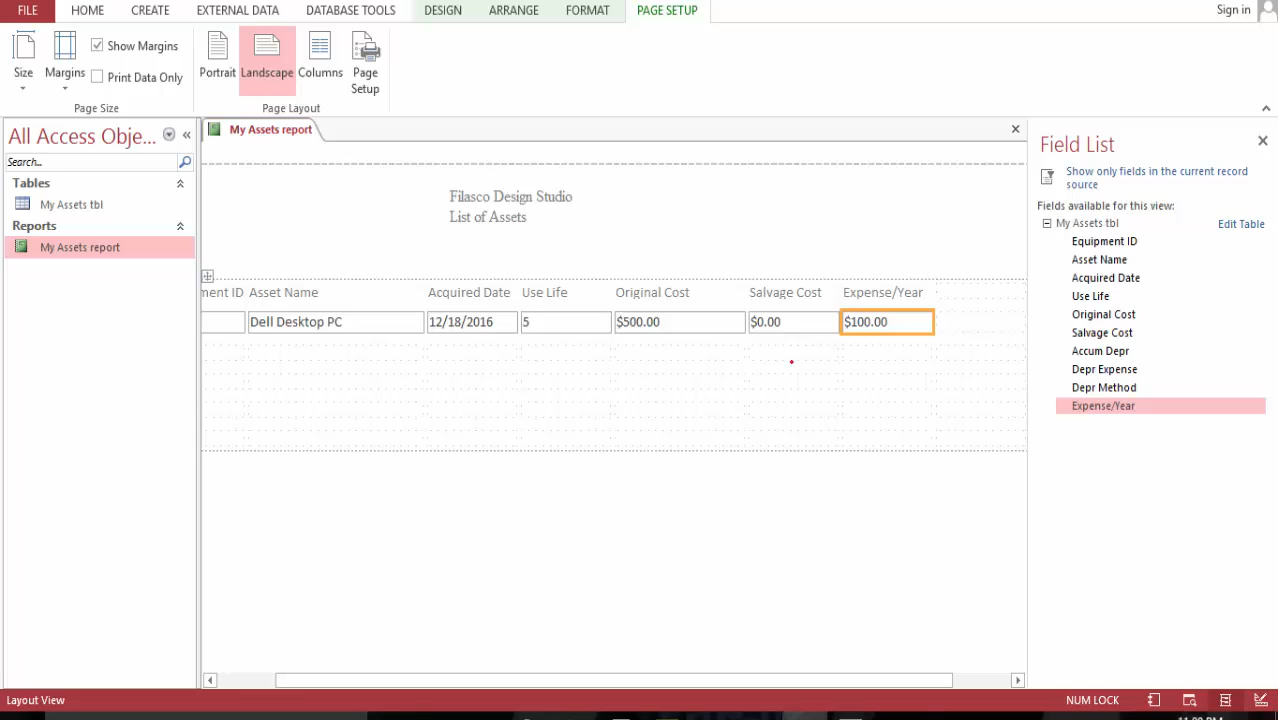 FILE HOME CREATE EXTERNAL DATA DATABASE TOOLS DESIGN ARRANGE FORMAT PAGE SETUP Sign in
Size
Margins
Show Margins
Print Data Only
Page Size
Portrait
Landscape
Columns
Page
Setup
Page Layout
All Access Obje...
Search...
Tables
My Assets tbl
Reports
My Assets report
My Assets report
Filasco Design Studio
List of Assets
ment ID Asset Name Acquired Date Use Life Original Cost Salvage Cost Expense/Year
Dell Desktop PC 12/18/2016 5 $500.00 $0.00 $100.00
Field List
Show only fields in the current record
source
Fields available for this view:
My Assets tbl Edit Table
Equipment ID
Asset Name
Acquired Date
Use Life
Original Cost
Salvage Cost
Accum Depr
Depr Expense
Depr Method
Expense/Year
Layout View NUM LOCK